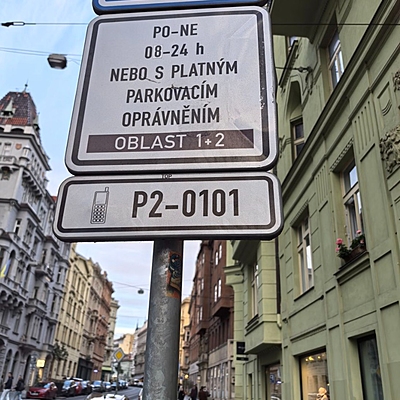 PO-NE
08-24 h
NEBO S PLATNÝM
PARKOVACÍM
OPRÁVNĚNÍM
OBLAST 1+2
P2-0101